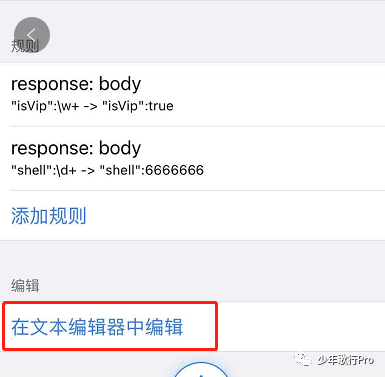 规则
response: body
"isVip":\w+ -> "isVip":true
response: body
"shell":\d+ -> "shell":6666666
添加规则
编辑
在文本编辑器中编辑
少年歌行Pro